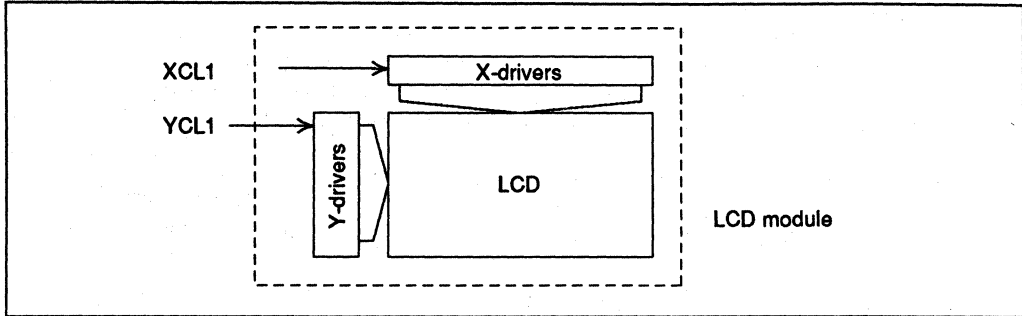 XCL1
X-drivers
YCL1
Y-drivers
LCD
LCD module